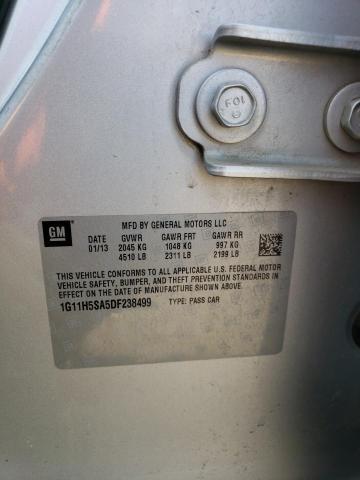 FO1
GM
MFD BY GENERAL MOTORS LLC
DATE GVWR GAWR FRT GAWR RR
01/13 2045 KG 1048 KG 997 KG
4510 LB 2311 LB 2199 LB
THIS VEHICLE CONFORMS TO ALL APPLICABLE U.S. FEDERAL MOTOR
VEHICLE SAFETY, BUMPER, AND THEFT PREVENTION STANDARDS IN
EFFECT ON THE DATE OF MANUFACTURE SHOWN ABOVE.
1G11H5SA5DF238499 TYPE: PASS CAR